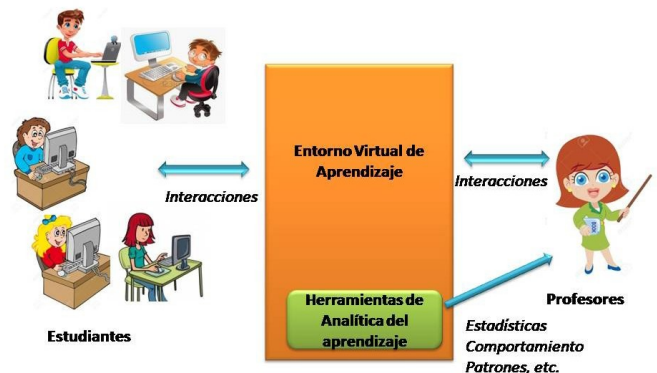 Entorno Virtual de
Aprendizaje
Interacciones
Interacciones
Herramientas de
Analítica del
aprendizaje
Estudiantes
Profesores
Estadísticas
Comportamiento
Patrones, etc.